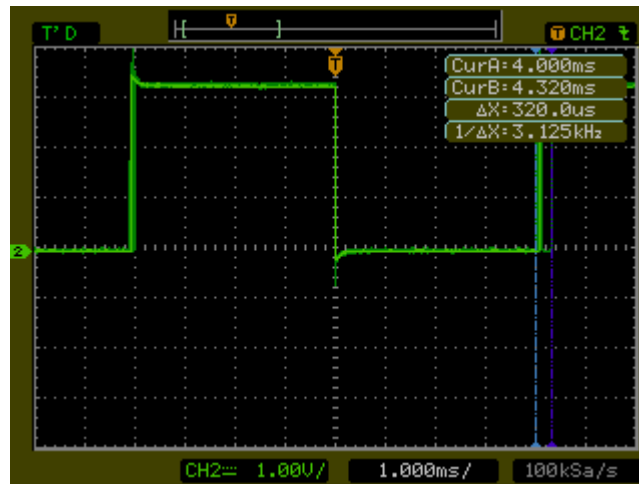 T'D
T
T CH2
T
CurA:4.000ms
CurB:4.320ms
ΔX:320.0us
1/ΔX:3.125kHz
2
CH2 1.00V/ 1.000ms/ 100kSa/s